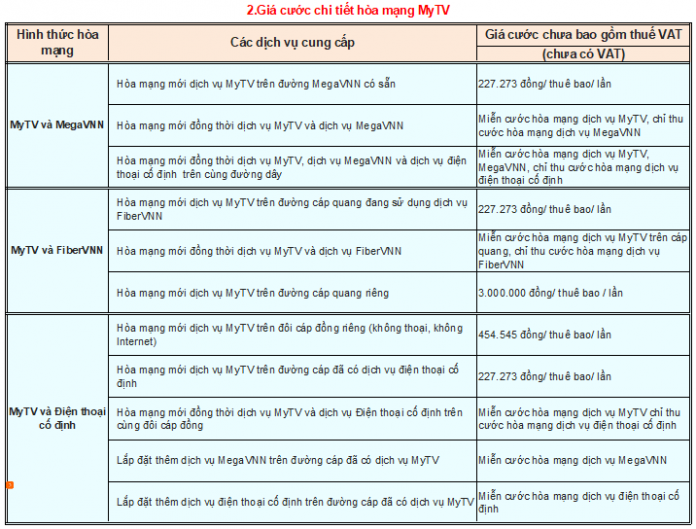 2.Giá cước chi tiết hòa mạng MyTV
Hình thức hòa
mạng
Các dịch vụ cung cấp
Giá cước chưa bao gồm thuế VAT
(chưa có VAT)
MyTV và MegaVNN
Hòa mạng mới dịch vụ MyTV trên đường MegaVNN có sẵn
227.273 đồng/ thuê bao/ lần
Hòa mạng mới đồng thời dịch vụ MyTV và dịch vụ MegaVNN
Miễn cước hòa mạng dịch vụ MyTV, chỉ thu
cước hòa mạng dịch vụ MegaVNN
Hòa mạng mới đồng thời dịch vụ MyTV, dịch vụ MegaVNN và dịch vụ điện
thoại cố định trên cùng đường dây
Miễn cước hòa mạng dịch vụ MyTV,
MegaVNN, chỉ thu cước hòa mạng dịch vụ
điện thoại cố định
MyTV và FiberVNN
Hòa mạng mới dịch vụ MyTV trên đường cáp quang đang sử dụng dịch vụ
FiberVNN
227.273 đồng/ thuê bao/ lần
Hòa mạng mới đồng thời dịch vụ MyTV và dịch vụ FiberVNN
Miễn cước hòa mạng dịch vụ MyTV trên cáp
quang, chỉ thu cước hòa mạng dịch vụ
FiberVNN
Hòa mạng mới dịch vụ MyTV trên đường cáp quang riêng
3.000.000 đồng/ thuê bao / lần
MyTV và Điện thoại
cố định
Hòa mạng mới dịch vụ MyTV trên đôi cáp đồng riêng (không thoại, không
Internet)
454.545 đồng/ thuê bao/ lần
Hòa mạng mới dịch vụ MyTV trên đường cáp đã có dịch vụ điện thoại cố
định
227.273 đồng/ thuê bao/ lần
Hòa mạng mới đồng thời dịch vụ MyTV và dịch vụ Điện thoại cố định trên
cùng đôi cáp đồng
Miễn cước hòa mạng dịch vụ MyTV chỉ thu
cước hòa mạng dịch vụ điện thoại cố định
Lắp đặt thêm dịch vụ MegaVNN trên đường cáp đã có dịch vụ MyTV
Miễn cước hòa mạng dịch vụ MegaVNN
Lắp đặt thêm dịch vụ điện thoại cố định trên đường cáp đã có dịch vụ MyTV
Miễn cước hòa mạng dịch vụ điện thoại cố
định